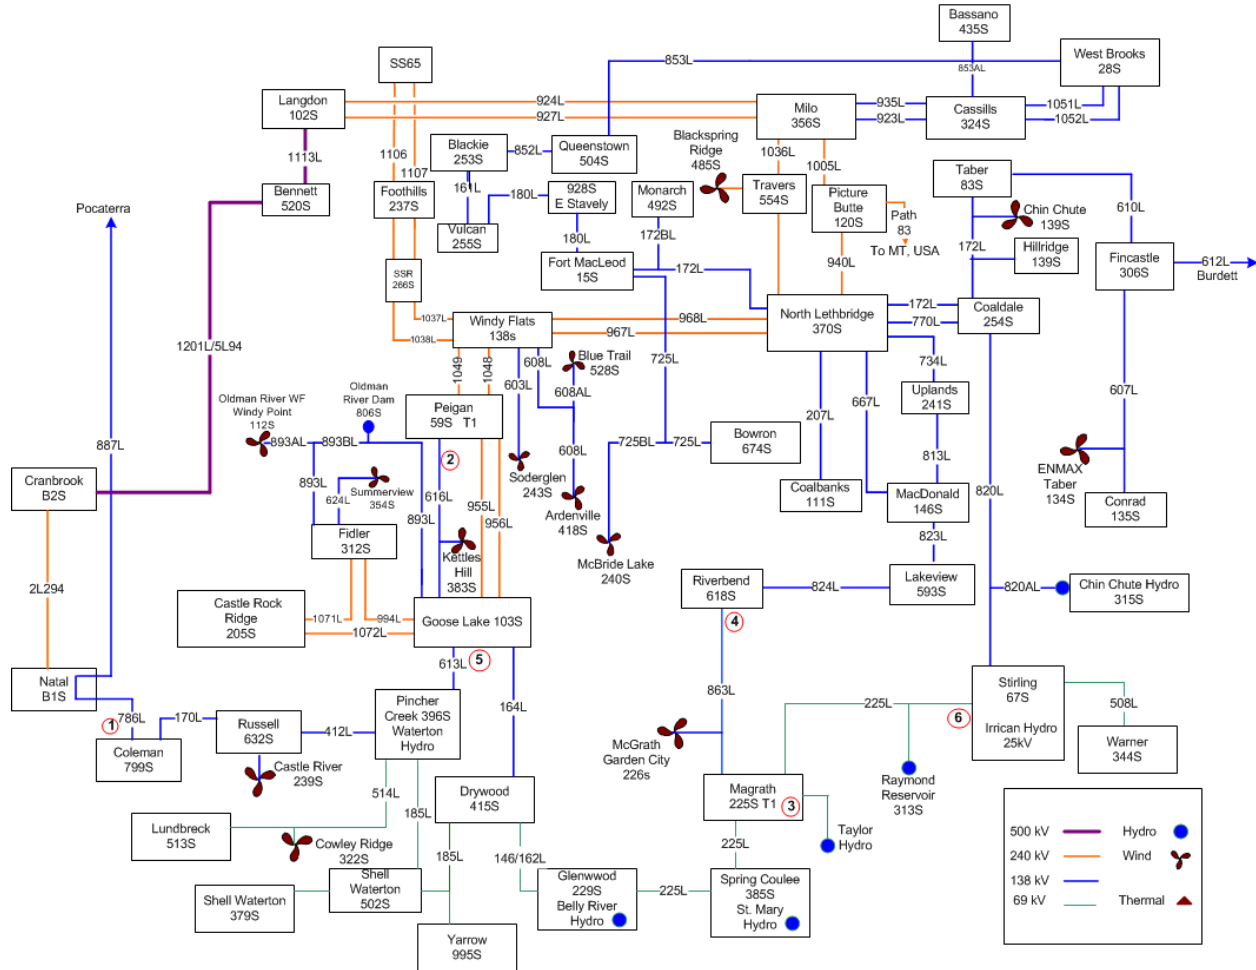 Bassano
435S
West Brooks
28S
853L
853AL
SS65
Langdon
102S
924L
927L
Milo
356S
935L
923L
Cassills
324S
1051L
1052L
1113L
1106
1107
Blackie
253S
852L
Queenstown
504S
Blackspring
Ridge
485S
1036L
1005L
Bennett
520S
Foothills
237S
161L
180L
928S
E Stavely
Monarch
492S
Travers
554S
Picture
Butte
120S
Path
83
To MT, USA
Taber
83S
Chin Chute
139S
610L
Pocaterra
Vulcan
255S
180L
172BL
172L
Hillridge
139S
SSR
266S
Fort MacLeod
15S
172L
940L
Fincastle
306S
612L
Burdett
1037L
1038L
Windy Flats
138s
968L
967L
North Lethbridge
370S
172L
770L
Coaldale
254S
1201L/5L94
1049
1048
603L
608L
Blue Trail
528S
608AL
725L
734L
Oldman
River Dam
806S
Oldman River WF
Windy Point
112S
893AL
893BL
Peigan
59S T1
2
207L
667L
Uplands
241S
607L
887L
608L
725BL
725L
Bowron
674S
813L
Cranbrook
B2S
893L
624L
Summerview
354S
616L
893L
955L
956L
Soderglen
243S
Ardenville
418S
Coalbanks
111S
MacDonald
146S
820L
ENMAX
Taber
134S
Conrad
135S
Fidler
312S
Kettles
Hill
383S
McBride Lake
240S
823L
2L294
Castle Rock
Ridge
205S
1071L
994L
1072L
Goose Lake 103S
Riverbend
618S
824L
Lakeview
593S
820AL
Chin Chute Hydro
315S
4
613L
5
Natal
B1S
1
786L
170L
Coleman
799S
Russell
632S
412L
Pincher
Creek 396S
Waterton
Hydro
164L
863L
225L
6
Stirling
67S
Irrican Hydro
25kV
508L
Warner
344S
Castle River
239S
McGrath
Garden City
226s
Raymond
Reservoir
313S
514L
185L
Drywood
415S
Magrath
225S T1
3
Lundbreck
513S
Cowley Ridge
322S
185L
146/162L
225L
Taylor
Hydro
Shell Waterton
379S
Shell
Waterton
502S
Glenwwod
229S
Belly River
Hydro
225L
Spring Coulee
385S
St. Mary
Hydro
Yarrow
995S
500 kV
Hydro
240 kV
Wind
138 kV
69 kV
Thermal